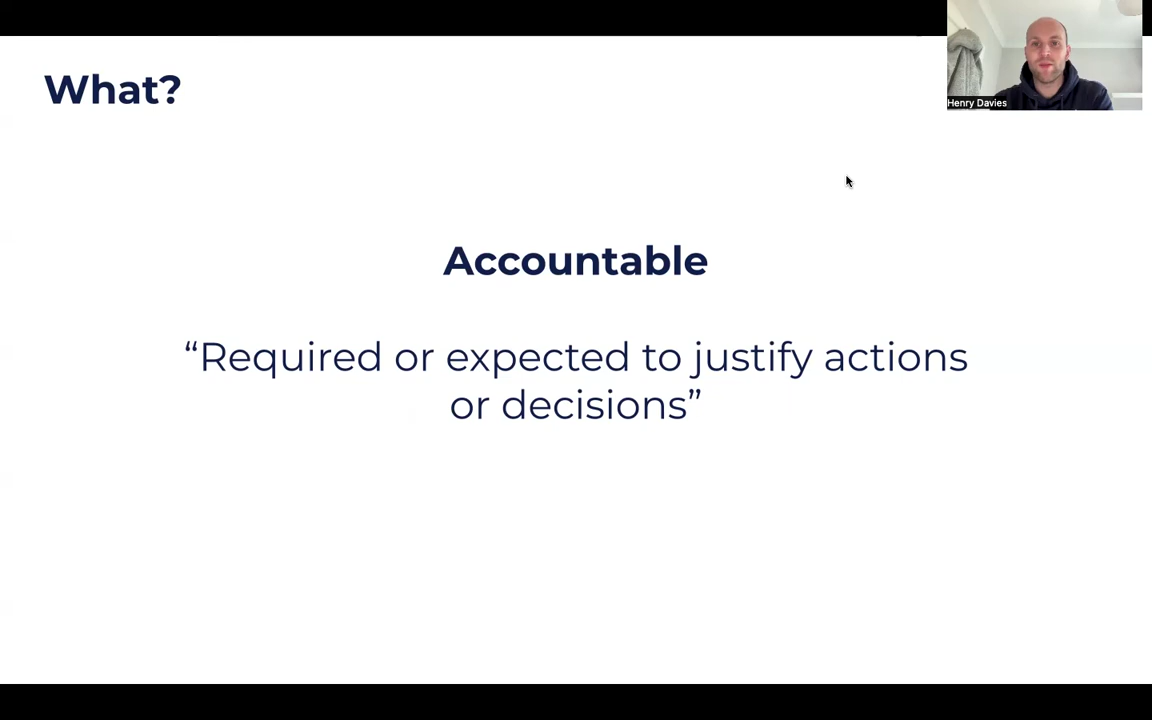 What?
Henry Davies
Accountable
“Required or expected to justify actions
or decisions”